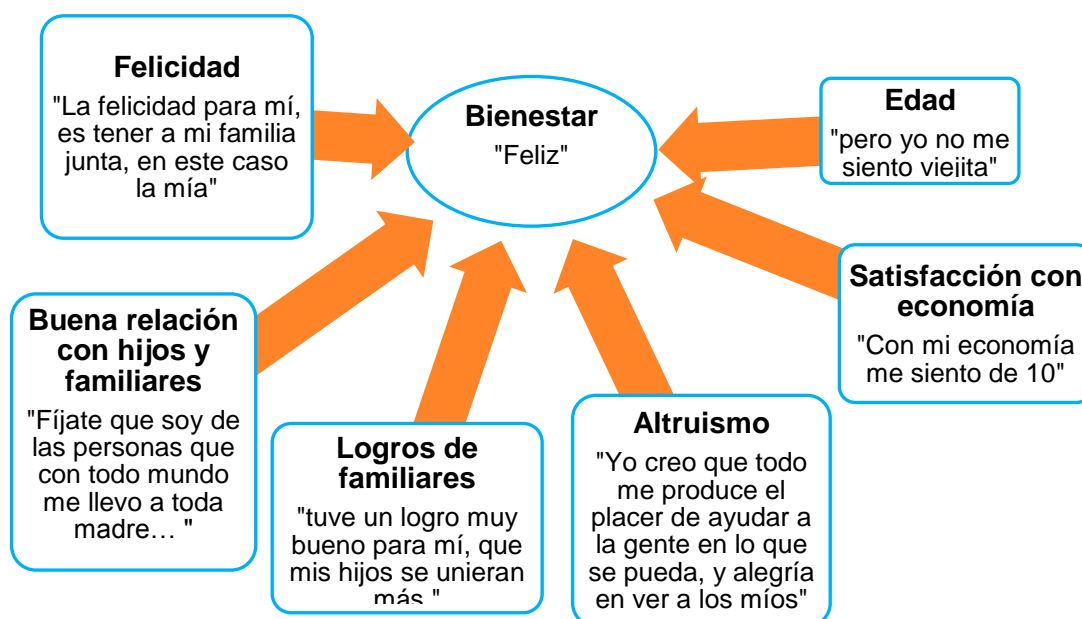 Felicidad
"La felicidad para mí,
es tener a mi familia
junta, en este caso
la mía"
Bienestar
"Feliz"
Edad
"pero yo no me
siento viejita"
Satisfacción con
economía
"Con mi economía
me siento de 10"
Buena relación
con hijos y
familiares
"Fíjate que soy de
las personas que
con todo mundo
me llevo a toda
madre… "
Logros de
familiares
"tuve un logro muy
bueno para mí, que
mis hijos se unieran
más "
Altruismo
"Yo creo que todo
me produce el
placer de ayudar a
la gente en lo que
se pueda, y alegría
en ver a los míos"